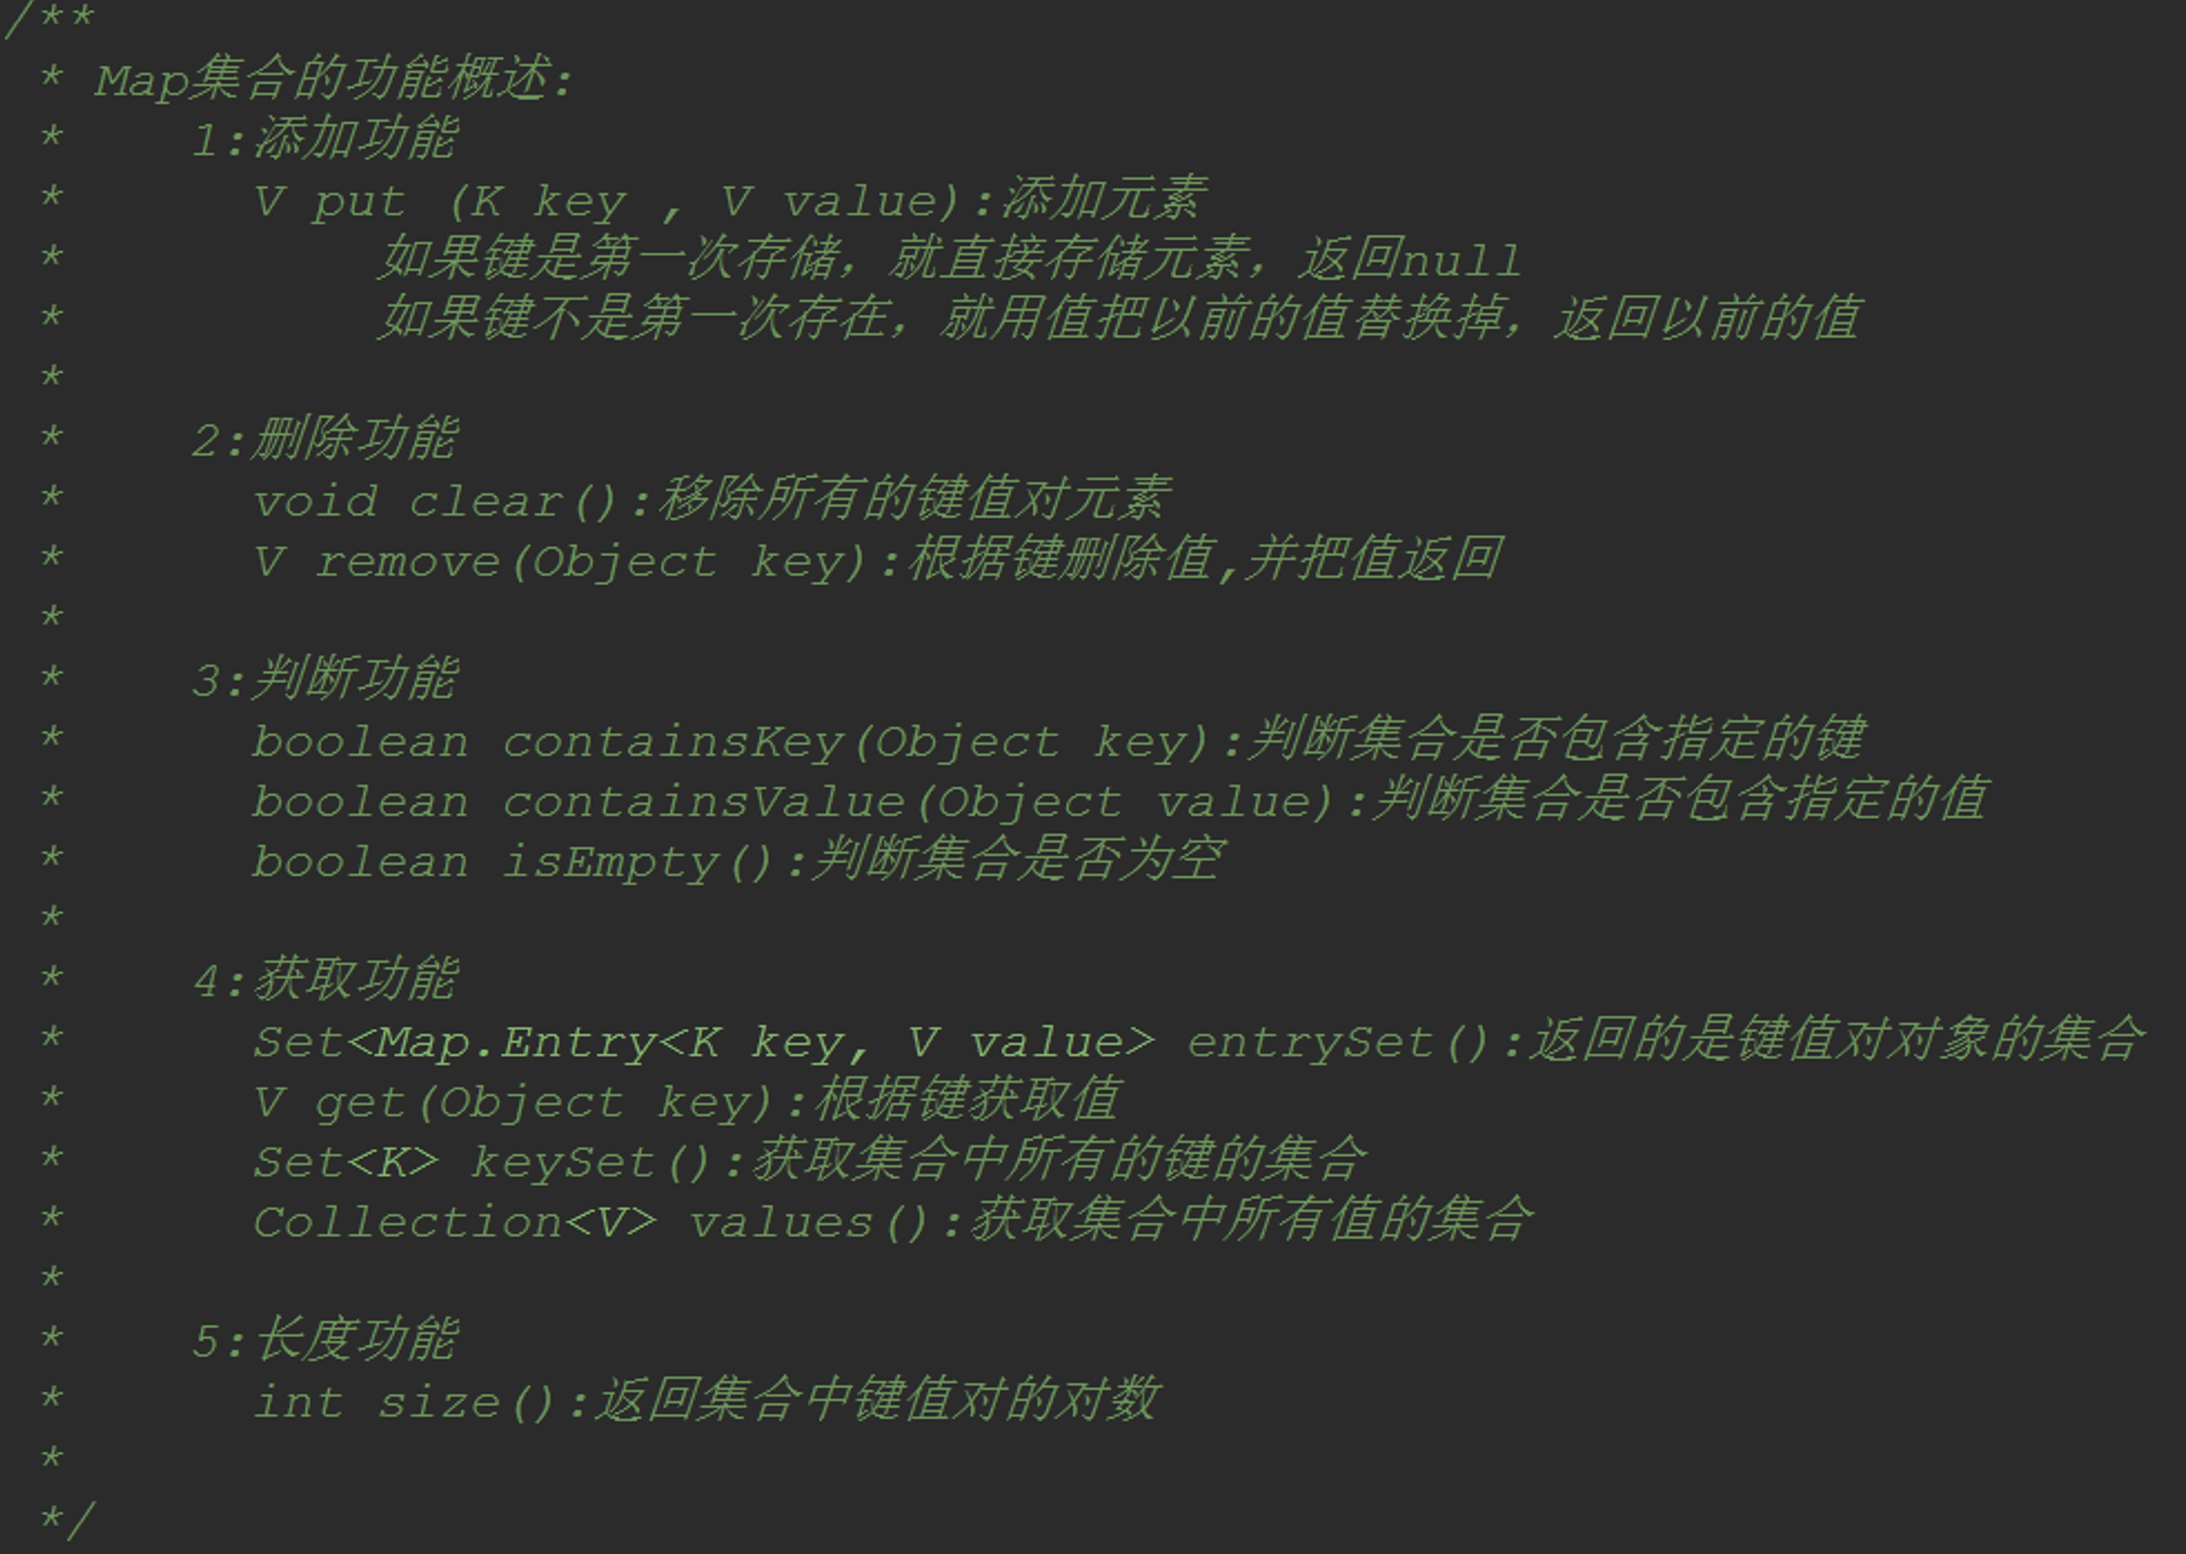 /**
* Map集合的功能概述:
* 1:添加功能
* V put (K key , V value):添加元素
* 如果键是第一次存储，就直接存储元素，返回null
* 如果键不是第一次存在，就用值把以前的值替换掉，返回以前的值
*
* 2:删除功能
* void clear():移除所有的键值对元素
* V remove(Object key):根据键删除值,并把值返回
*
* 3:判断功能
* boolean containsKey(Object key):判断集合是否包含指定的键
* boolean containsValue(Object value):判断集合是否包含指定的值
* boolean isEmpty():判断集合是否为空
*
* 4:获取功能
* Set<Map.Entry<K key, V value> entrySet():返回的是键值对对象的集合
* V get(Object key):根据键获取值
* Set<K> keySet():获取集合中所有的键的集合
* Collection<V> values():获取集合中所有值的集合
*
* 5:长度功能
* int size():返回集合中键值对的对数
*
*/